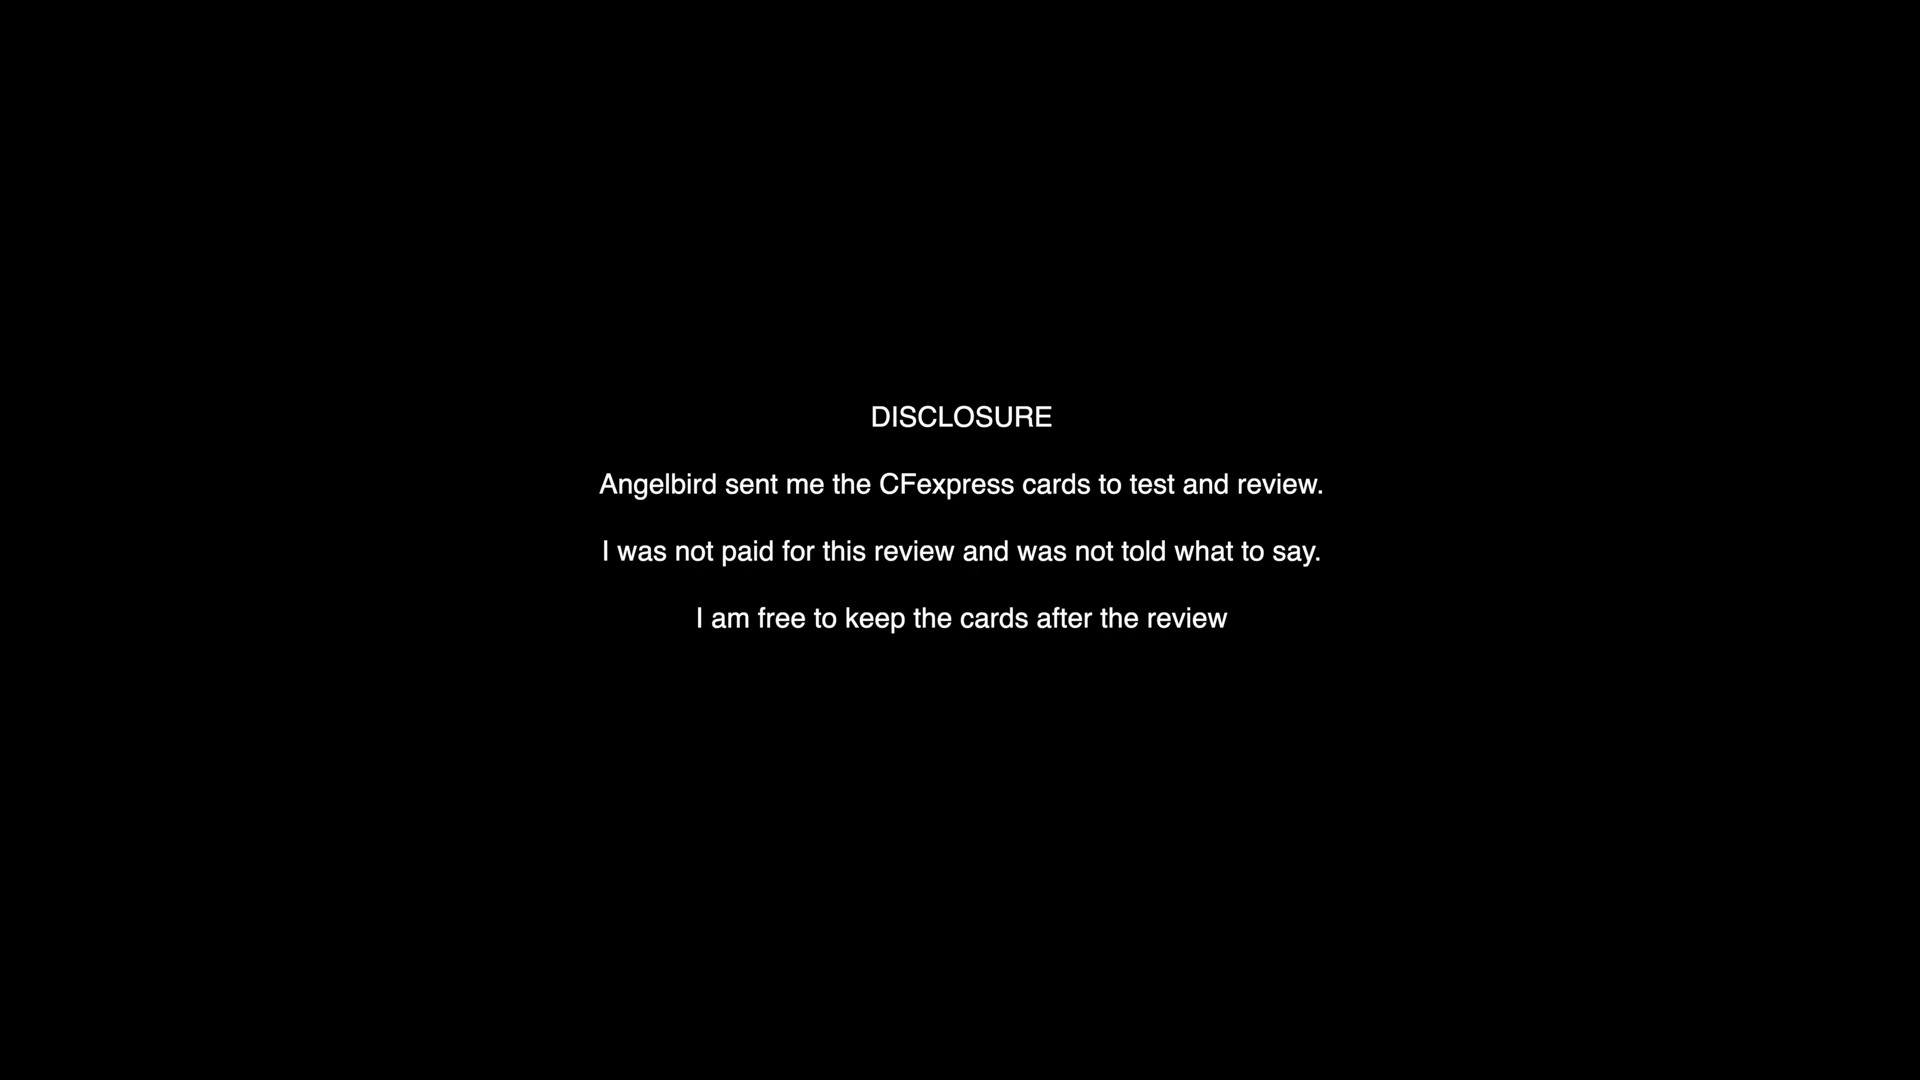 DISCLOSURE
Angelbird sent me the CFexpress cards to test and review.
I was not paid for this review and was not told what to say.
I am free to keep the cards after the review